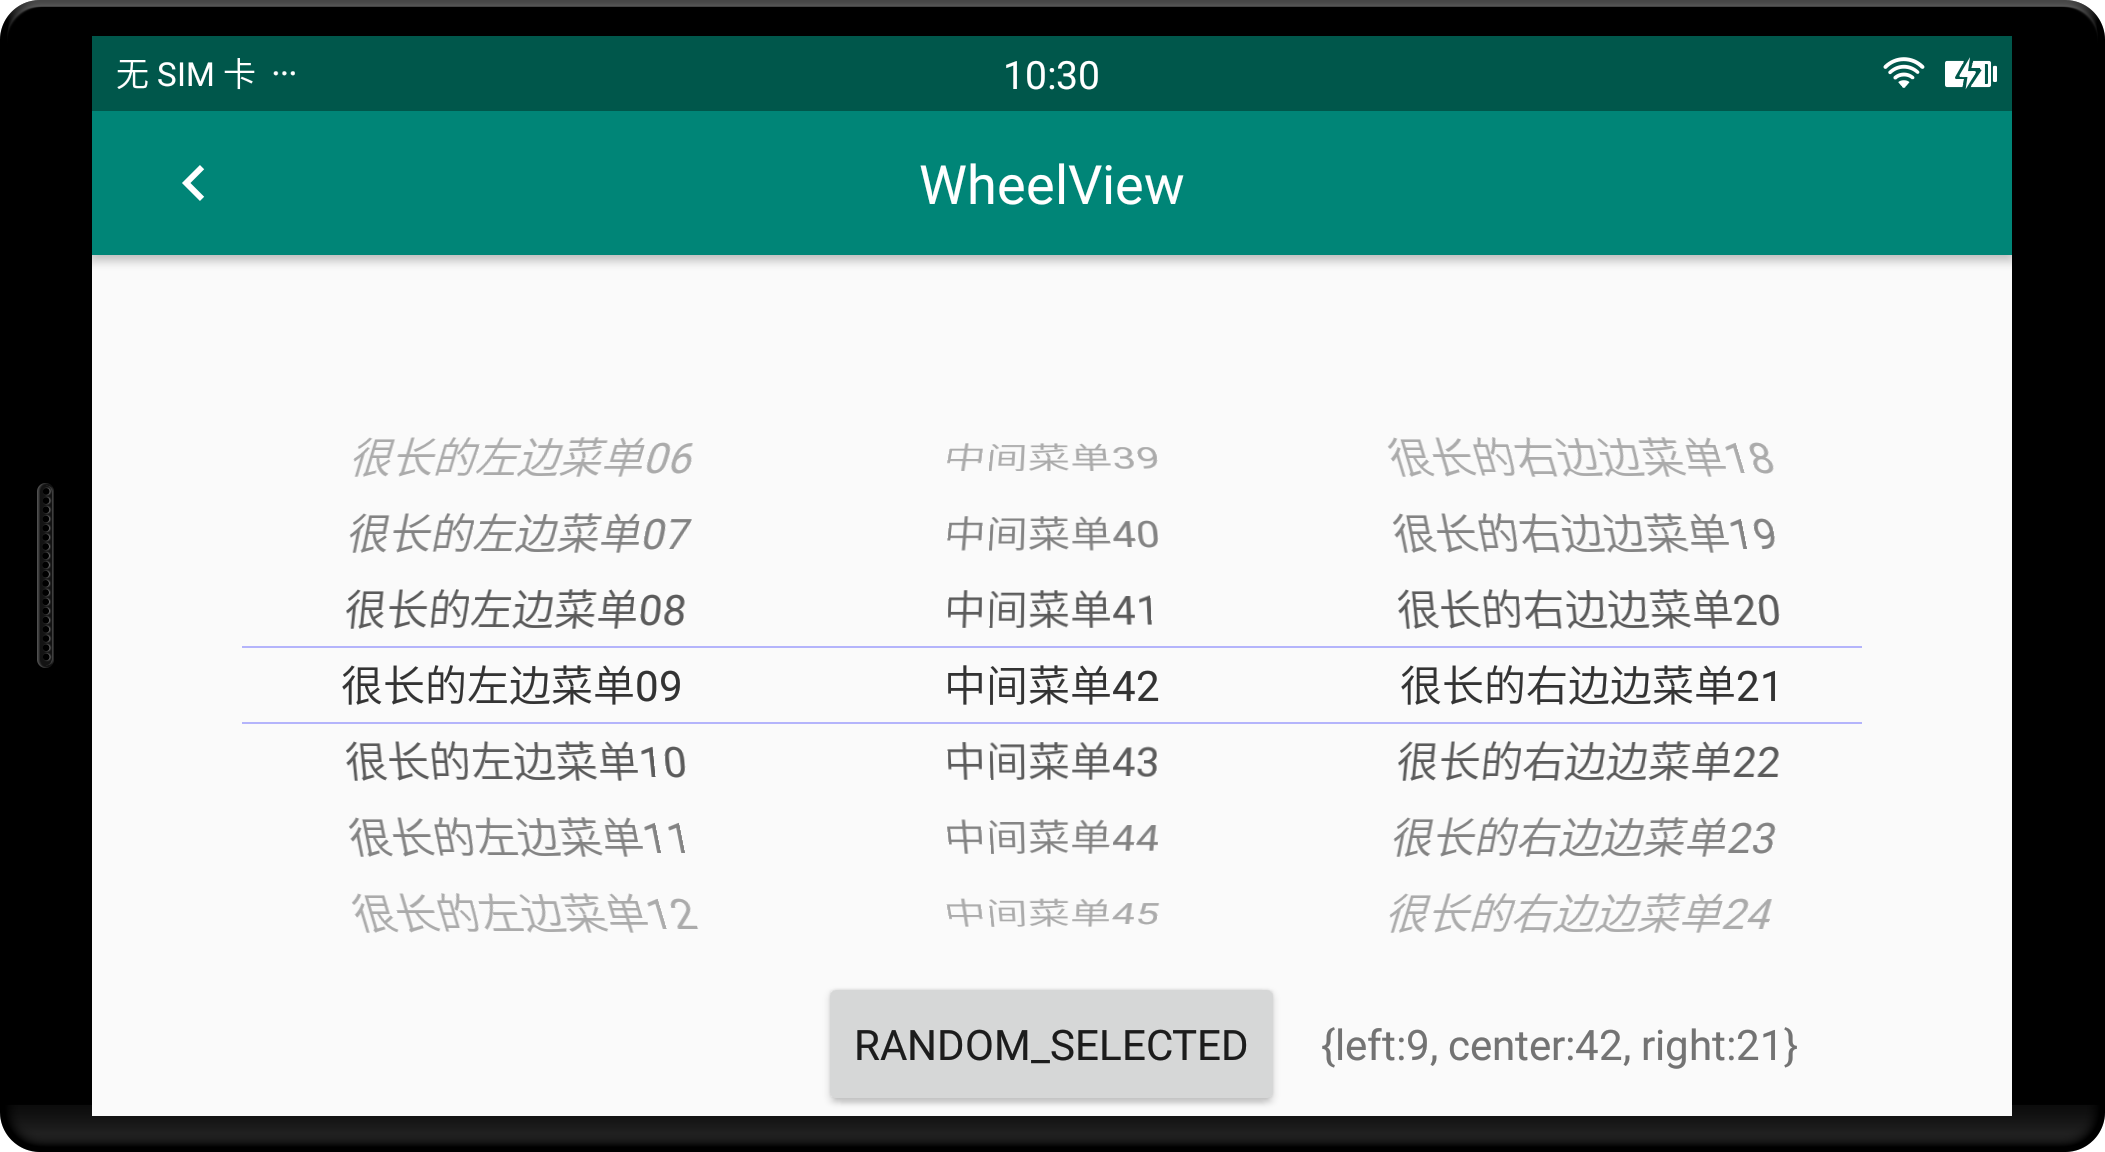 无 SIM 卡 ··· 10:30
WheelView
很长的左边菜单06 中间菜单39 很长的右边边菜单18
很长的左边菜单07 中间菜单40 很长的右边边菜单19
很长的左边菜单08 中间菜单41 很长的右边边菜单20
很长的左边菜单09 中间菜单42 很长的右边边菜单21
很长的左边菜单10 中间菜单43 很长的右边边菜单22
很长的左边菜单11 中间菜单44 很长的右边边菜单23
很长的左边菜单12 中间菜单45 很长的右边边菜单24
RANDOM_SELECTED {left:9, center:42, right:21}